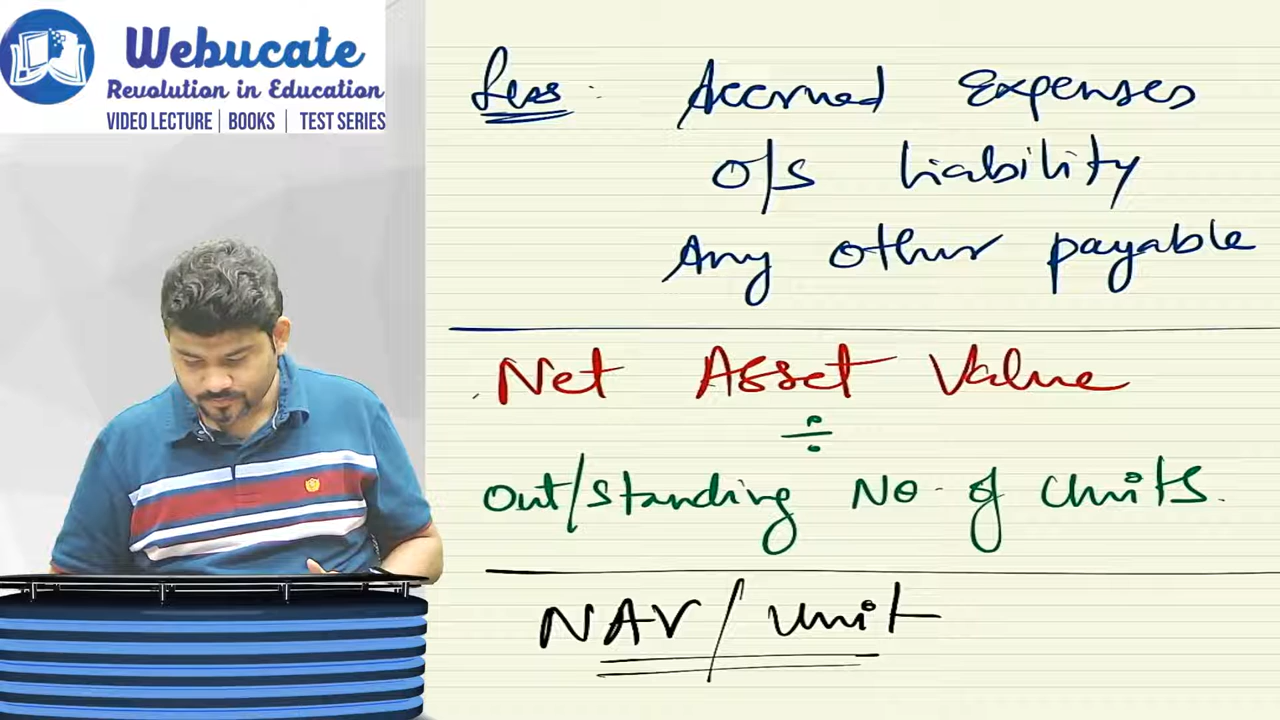 Webucate
Revolution in Education
VIDEO LECTURE | BOOKS | TEST SERIES
Less: Accrued Expenses
o/s liability
Any other payable
Net Asset Value
÷
Out/standing No. of Units.
NAV/Unit